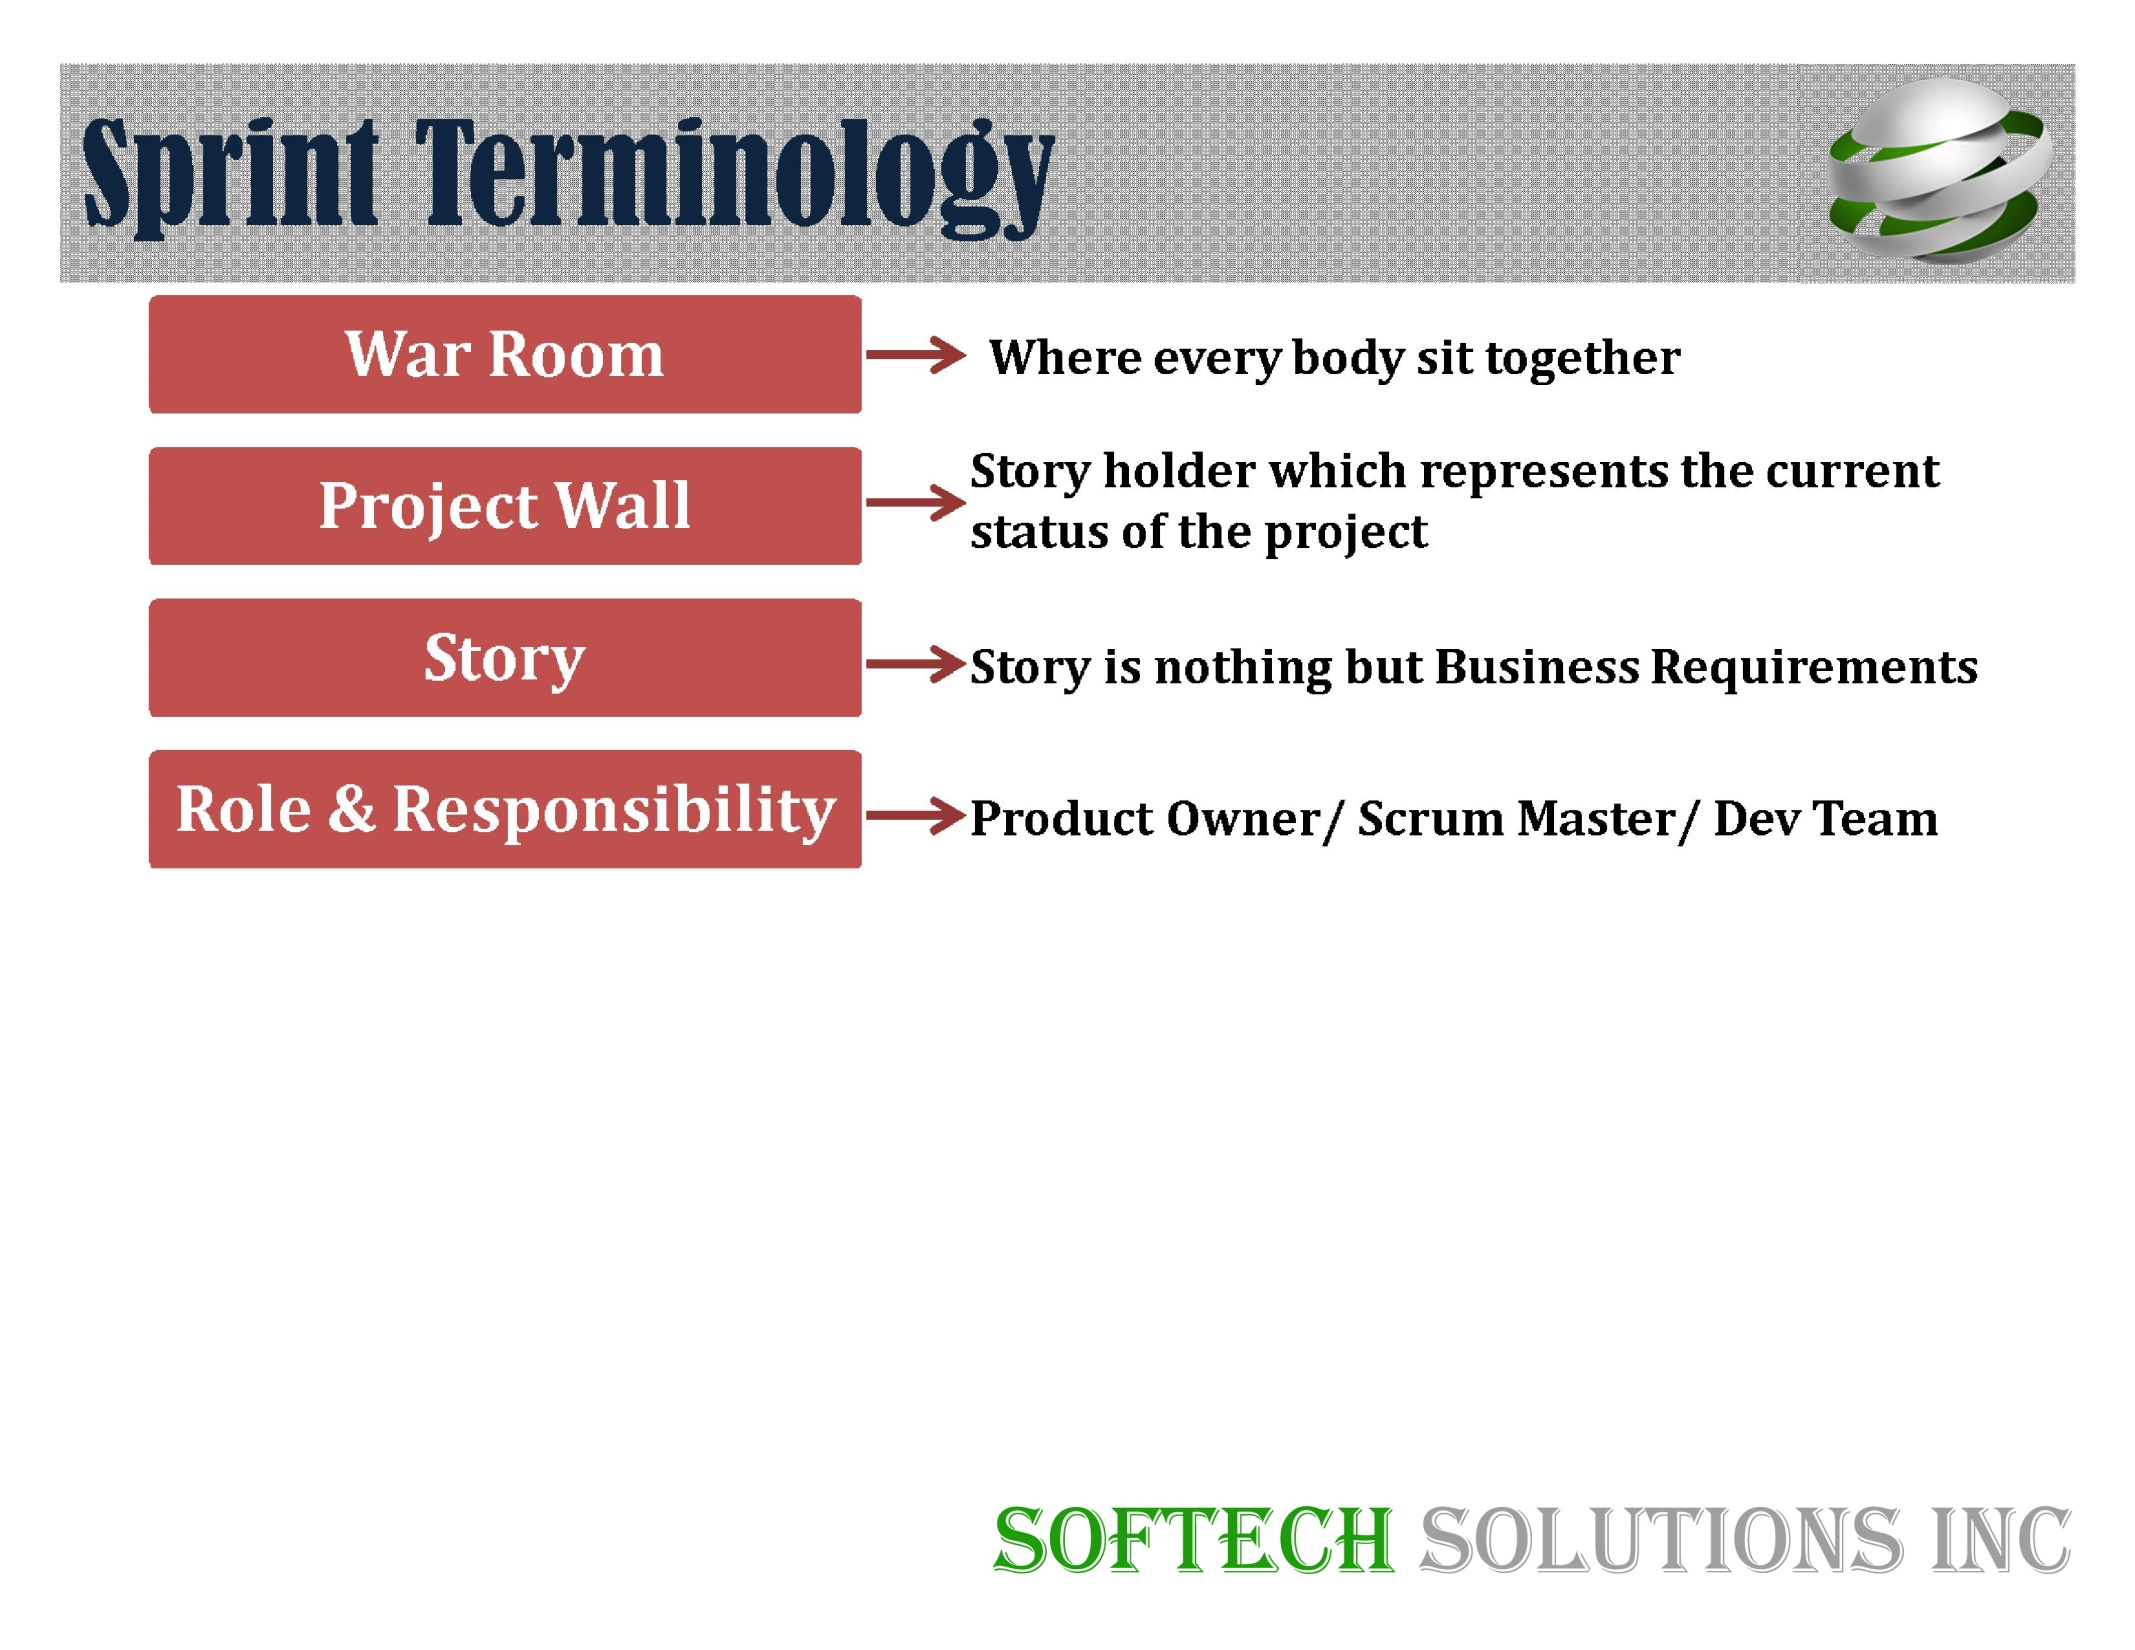 Sprint Terminology
War Room
Where every body sit together
Project Wall
Story holder which represents the current
status of the project
Story
Story is nothing but Business Requirements
Role & Responsibility
Product Owner/ Scrum Master/ Dev Team
SOFTECH SOLUTIONS INC